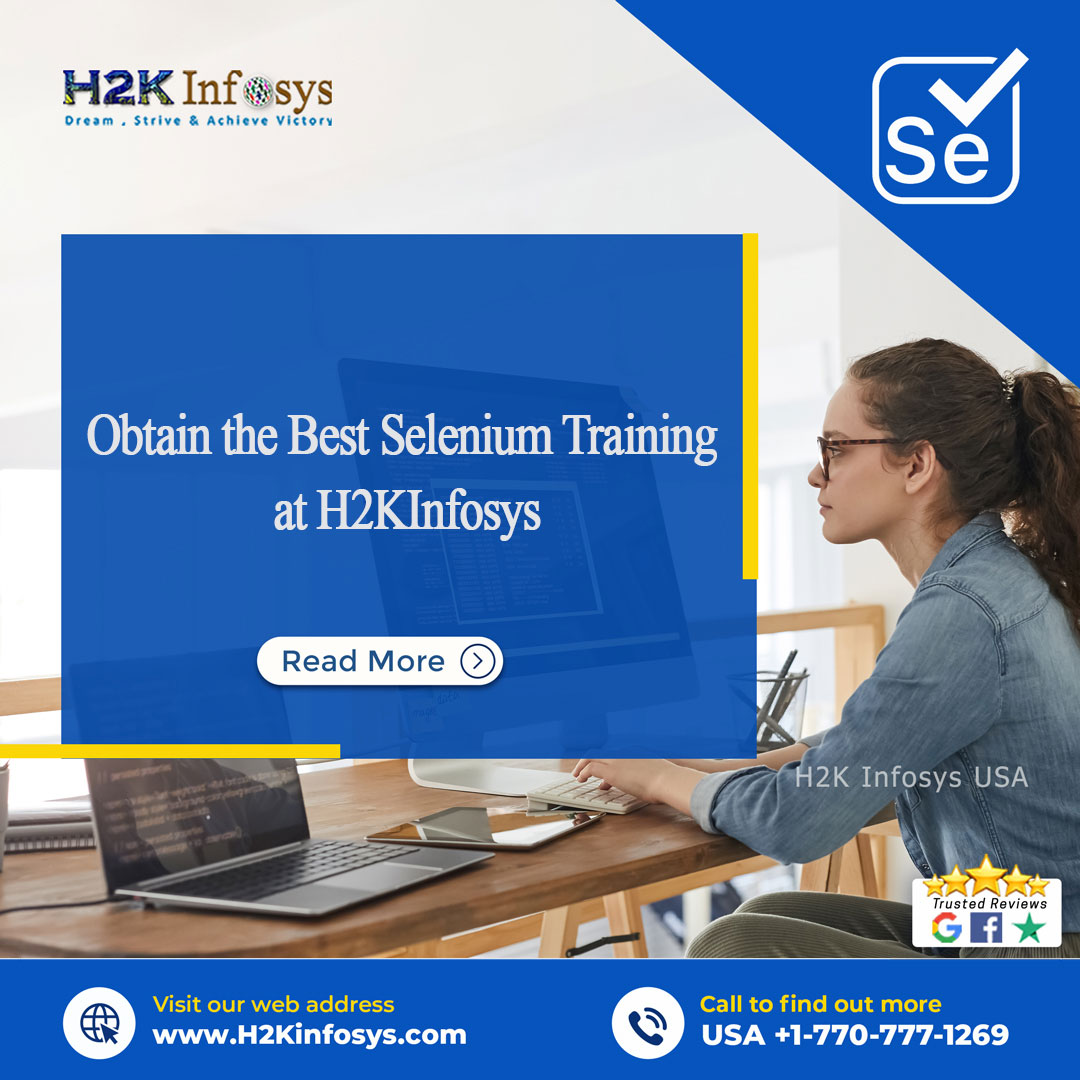 H2K Infosys
Dream , Strive & Achieve Victory
Se
Obtain the Best Selenium Training
at H2KInfosys
Read More
data
H2K Infosys USA
Trusted Reviews
Visit our web address
www.H2Kinfosys.com
Call to find out more
USA +1-770-777-1269